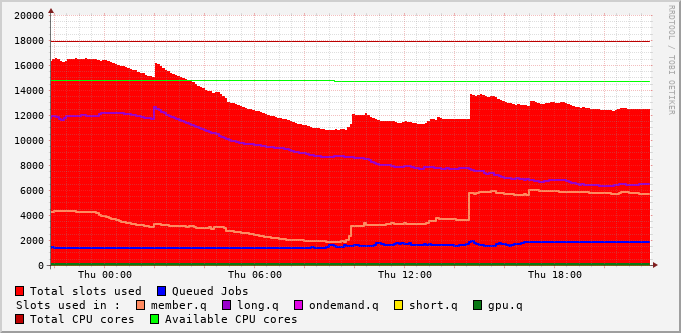 20000
18000
16000
14000
12000
10000
8000
6000
4000
2000
0
Thu 00:00 Thu 06:00 Thu 12:00 Thu 18:00
RRDTOOL / TOBI OETIKER
Total slots used Queued Jobs
Slots used in : member.q long.q ondemand.q short.q gpu.q
Total CPU cores Available CPU cores